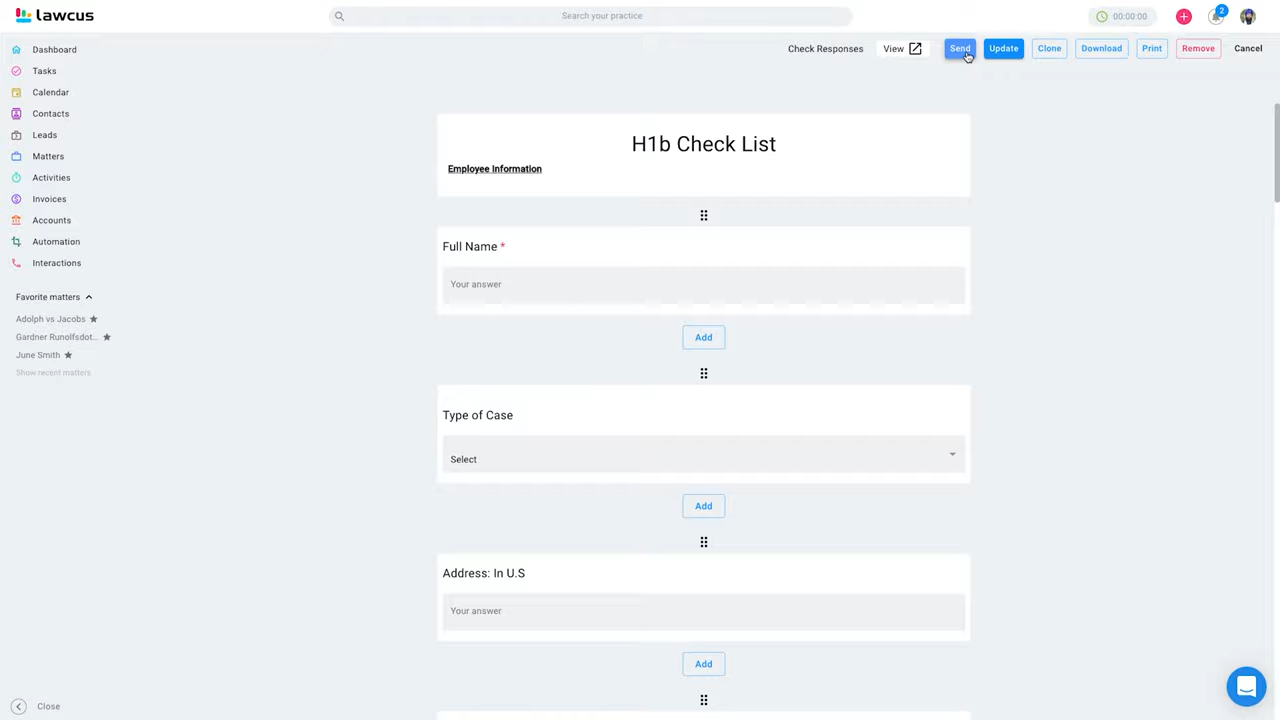 lawcus
Search your practice
00:00:00
2
Dashboard
Tasks
Calendar
Contacts
Leads
Matters
Activities
Invoices
Accounts
Automation
Interactions
Favorite matters
Adolph vs Jacobs
Gardner Runolfsdot...
June Smith
Show recent matters
Close
Check Responses
View
Send
Update
Clone
Download
Print
Remove
Cancel
H1b Check List
Employee Information
Full Name *
Your answer
Add
Type of Case
Select
Add
Address: In U.S
Your answer
Add